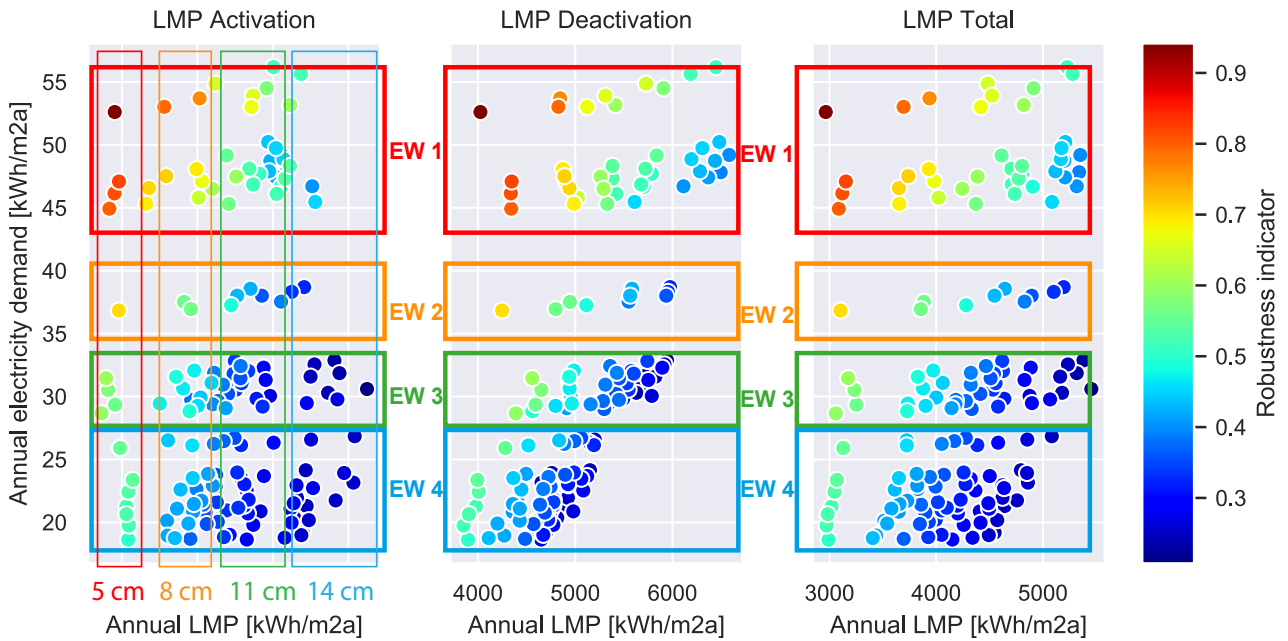 LMP Activation
LMP Deactivation
LMP Total
Annual electricity demand [kWh/m2a]
55
50
45
40
35
30
25
20
EW 1
EW 2
EW 3
EW 4
EW 1
EW 2
EW 3
EW 4
5 cm
8 cm
11 cm
14 cm
4000 5000 6000
3000 4000 5000
Annual LMP [kWh/m2a]
Annual LMP [kWh/m2a]
Annual LMP [kWh/m2a]
0.9
0.8
0.7
0.6
0.5
0.4
0.3
Robustness indicator